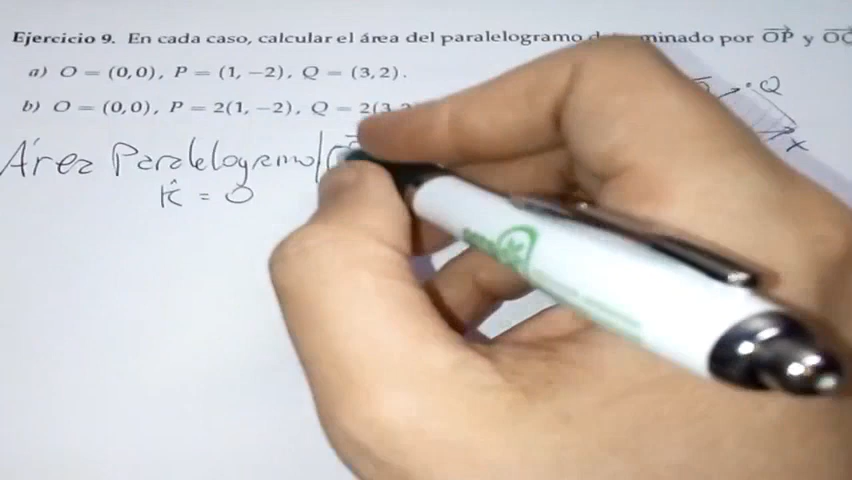 Ejercicio 9. En cada caso, calcular el área del paralelogramo minado por OP y
a) O = (0,0), P = (1, −2), Q = (3, 2).
b) O = (0,0), P = 2(1, −2), Q = 2(3,
Q
x
Área Paralelogramo
k̂ = 0